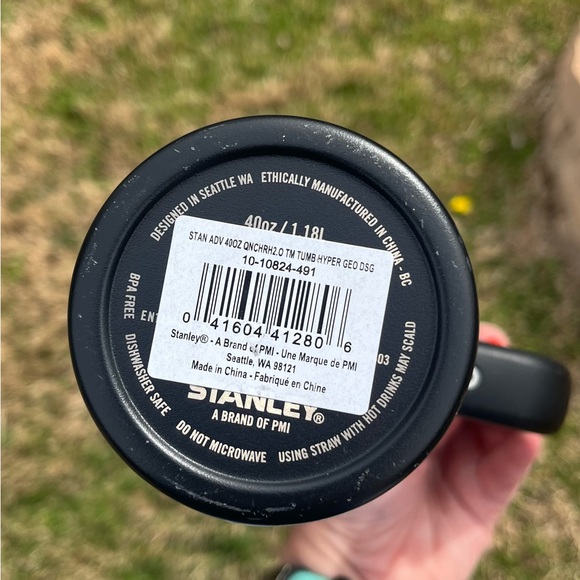 DESIGNED IN SEATTLE WA ETHICALLY MANUFACTURED IN CHINA - BC
40oz / 1.18L
STAN ADV 40OZ QNCHRH2.O TM TUMB HYPER GEO DSG
10-10824-491
0 41604 41280 6
Stanley® - A Brand of PMI - Une Marque de PMI
Seattle, WA 98121
Made in China - Fabriqué en Chine
03
STANLEY®
A BRAND OF PMI
BPA FREE DISHWASHER SAFE DO NOT MICROWAVE USING STRAW WITH HOT DRINKS MAY SCALD